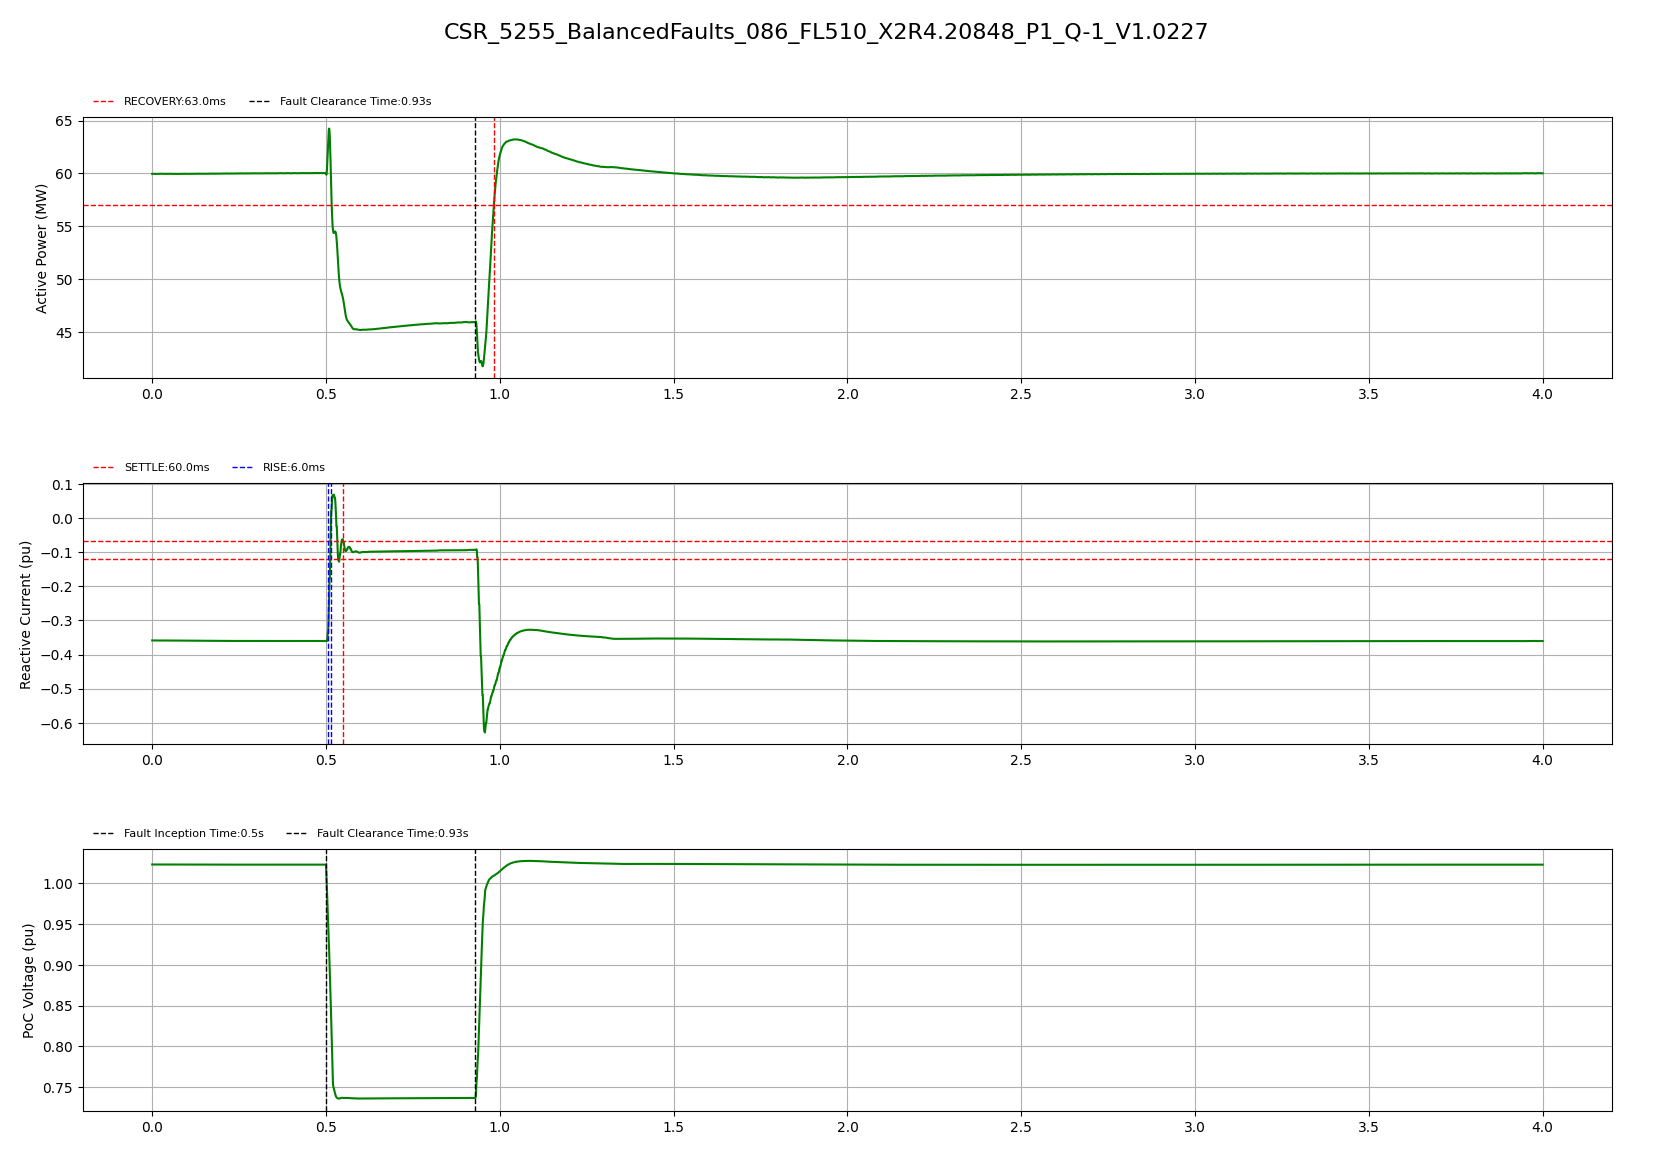 CSR_5255_BalancedFaults_086_FL510_X2R4.20848_P1_Q-1_V1.0227
RECOVERY:63.0ms Fault Clearance Time:0.93s
Active Power (MW)
65
60
55
50
45
0.0 0.5 1.0 1.5 2.0 2.5 3.0 3.5 4.0
SETTLE:60.0ms RISE:6.0ms
Reactive Current (pu)
0.1
0.0
−0.1
−0.2
−0.3
−0.4
−0.5
−0.6
0.0 0.5 1.0 1.5 2.0 2.5 3.0 3.5 4.0
Fault Inception Time:0.5s Fault Clearance Time:0.93s
PoC Voltage (pu)
1.00
0.95
0.90
0.85
0.80
0.75
0.0 0.5 1.0 1.5 2.0 2.5 3.0 3.5 4.0